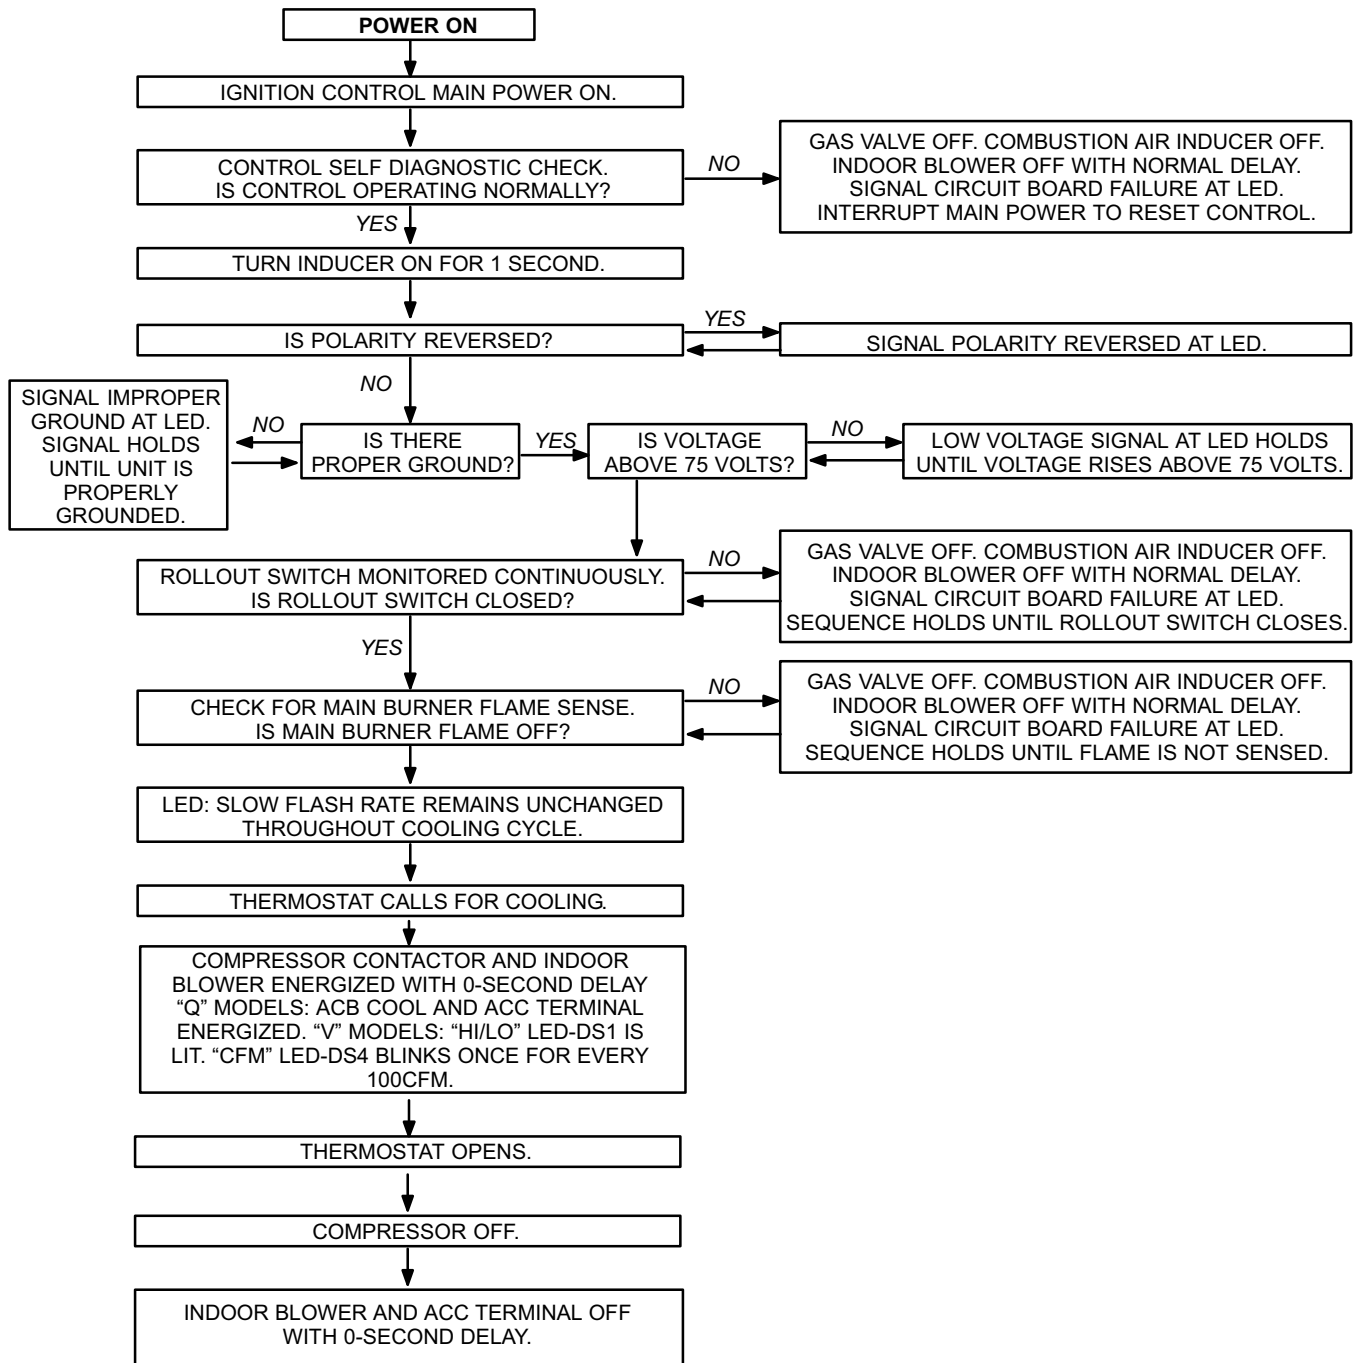 POWER ON
IGNITION CONTROL MAIN POWER ON.
CONTROL SELF DIAGNOSTIC CHECK.
IS CONTROL OPERATING NORMALLY?
NO
GAS VALVE OFF. COMBUSTION AIR INDUCER OFF.
INDOOR BLOWER OFF WITH NORMAL DELAY.
SIGNAL CIRCUIT BOARD FAILURE AT LED.
INTERRUPT MAIN POWER TO RESET CONTROL.
YES
TURN INDUCER ON FOR 1 SECOND.
IS POLARITY REVERSED?
YES
SIGNAL POLARITY REVERSED AT LED.
NO
SIGNAL IMPROPER
GROUND AT LED.
SIGNAL HOLDS
UNTIL UNIT IS
PROPERLY
GROUNDED.
NO
IS THERE
PROPER GROUND?
YES
IS VOLTAGE
ABOVE 75 VOLTS?
NO
LOW VOLTAGE SIGNAL AT LED HOLDS
UNTIL VOLTAGE RISES ABOVE 75 VOLTS.
ROLLOUT SWITCH MONITORED CONTINUOUSLY.
IS ROLLOUT SWITCH CLOSED?
NO
GAS VALVE OFF. COMBUSTION AIR INDUCER OFF.
INDOOR BLOWER OFF WITH NORMAL DELAY.
SIGNAL CIRCUIT BOARD FAILURE AT LED.
SEQUENCE HOLDS UNTIL ROLLOUT SWITCH CLOSES.
YES
CHECK FOR MAIN BURNER FLAME SENSE.
IS MAIN BURNER FLAME OFF?
NO
GAS VALVE OFF. COMBUSTION AIR INDUCER OFF.
INDOOR BLOWER OFF WITH NORMAL DELAY.
SIGNAL CIRCUIT BOARD FAILURE AT LED.
SEQUENCE HOLDS UNTIL FLAME IS NOT SENSED.
LED: SLOW FLASH RATE REMAINS UNCHANGED
THROUGHOUT COOLING CYCLE.
THERMOSTAT CALLS FOR COOLING.
COMPRESSOR CONTACTOR AND INDOOR
BLOWER ENERGIZED WITH 0-SECOND DELAY
“Q” MODELS: ACB COOL AND ACC TERMINAL
ENERGIZED. “V” MODELS: “HI/LO” LED-DS1 IS
LIT. “CFM” LED-DS4 BLINKS ONCE FOR EVERY
100CFM.
THERMOSTAT OPENS.
COMPRESSOR OFF.
INDOOR BLOWER AND ACC TERMINAL OFF
WITH 0-SECOND DELAY.